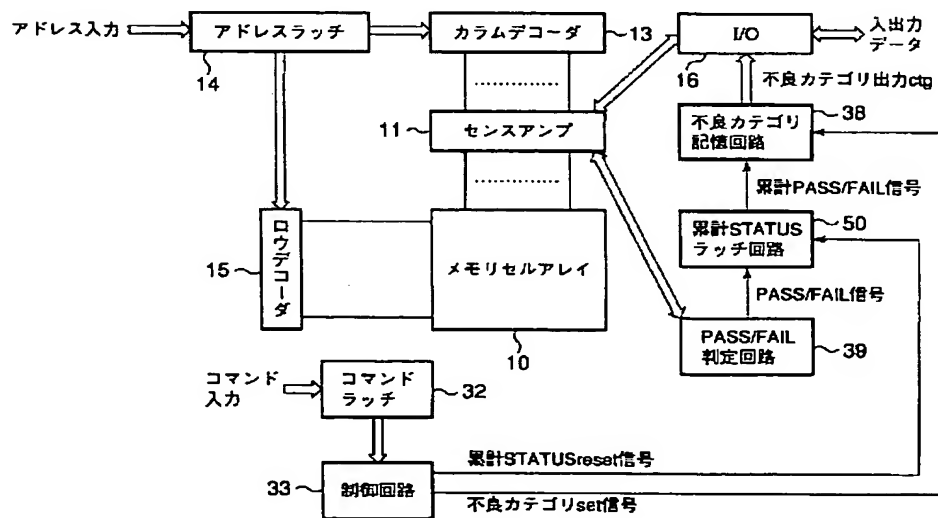 アドレス入力
アドレスラッチ
14
カラムデコーダ
13
I/O
16
入出力
データ
不良カテゴリ出力ctg
11
センスアンプ
不良カテゴリ
記憶回路
38
累計PASS/FAIL信号
累計STATUS
ラッチ回路
50
15
ロウデコーダ
メモリセルアレイ
10
PASS/FAIL信号
PASS/FAIL
判定回路
39
コマンド
入力
コマンド
ラッチ
32
33
制御回路
累計STATUSreset信号
不良カテゴリset信号